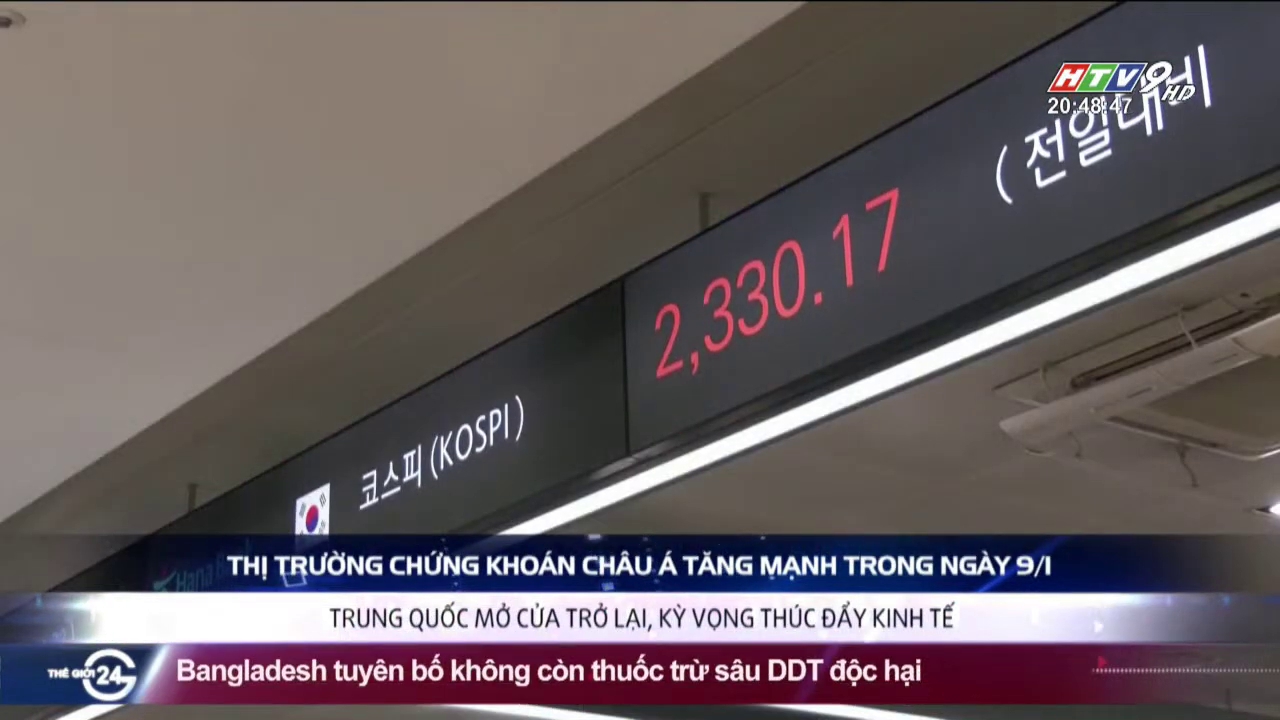 HTV9 HD
20:48:47
( 전일대비
2,330.17
코스피 (KOSPI)
Hana
THỊ TRƯỜNG CHỨNG KHOÁN CHÂU Á TĂNG MẠNH TRONG NGÀY 9/1
TRUNG QUỐC MỞ CỬA TRỞ LẠI, KỲ VỌNG THÚC ĐẨY KINH TẾ
THẾ GIỚI 24G
Bangladesh tuyên bố không còn thuốc trừ sâu DDT độc hại